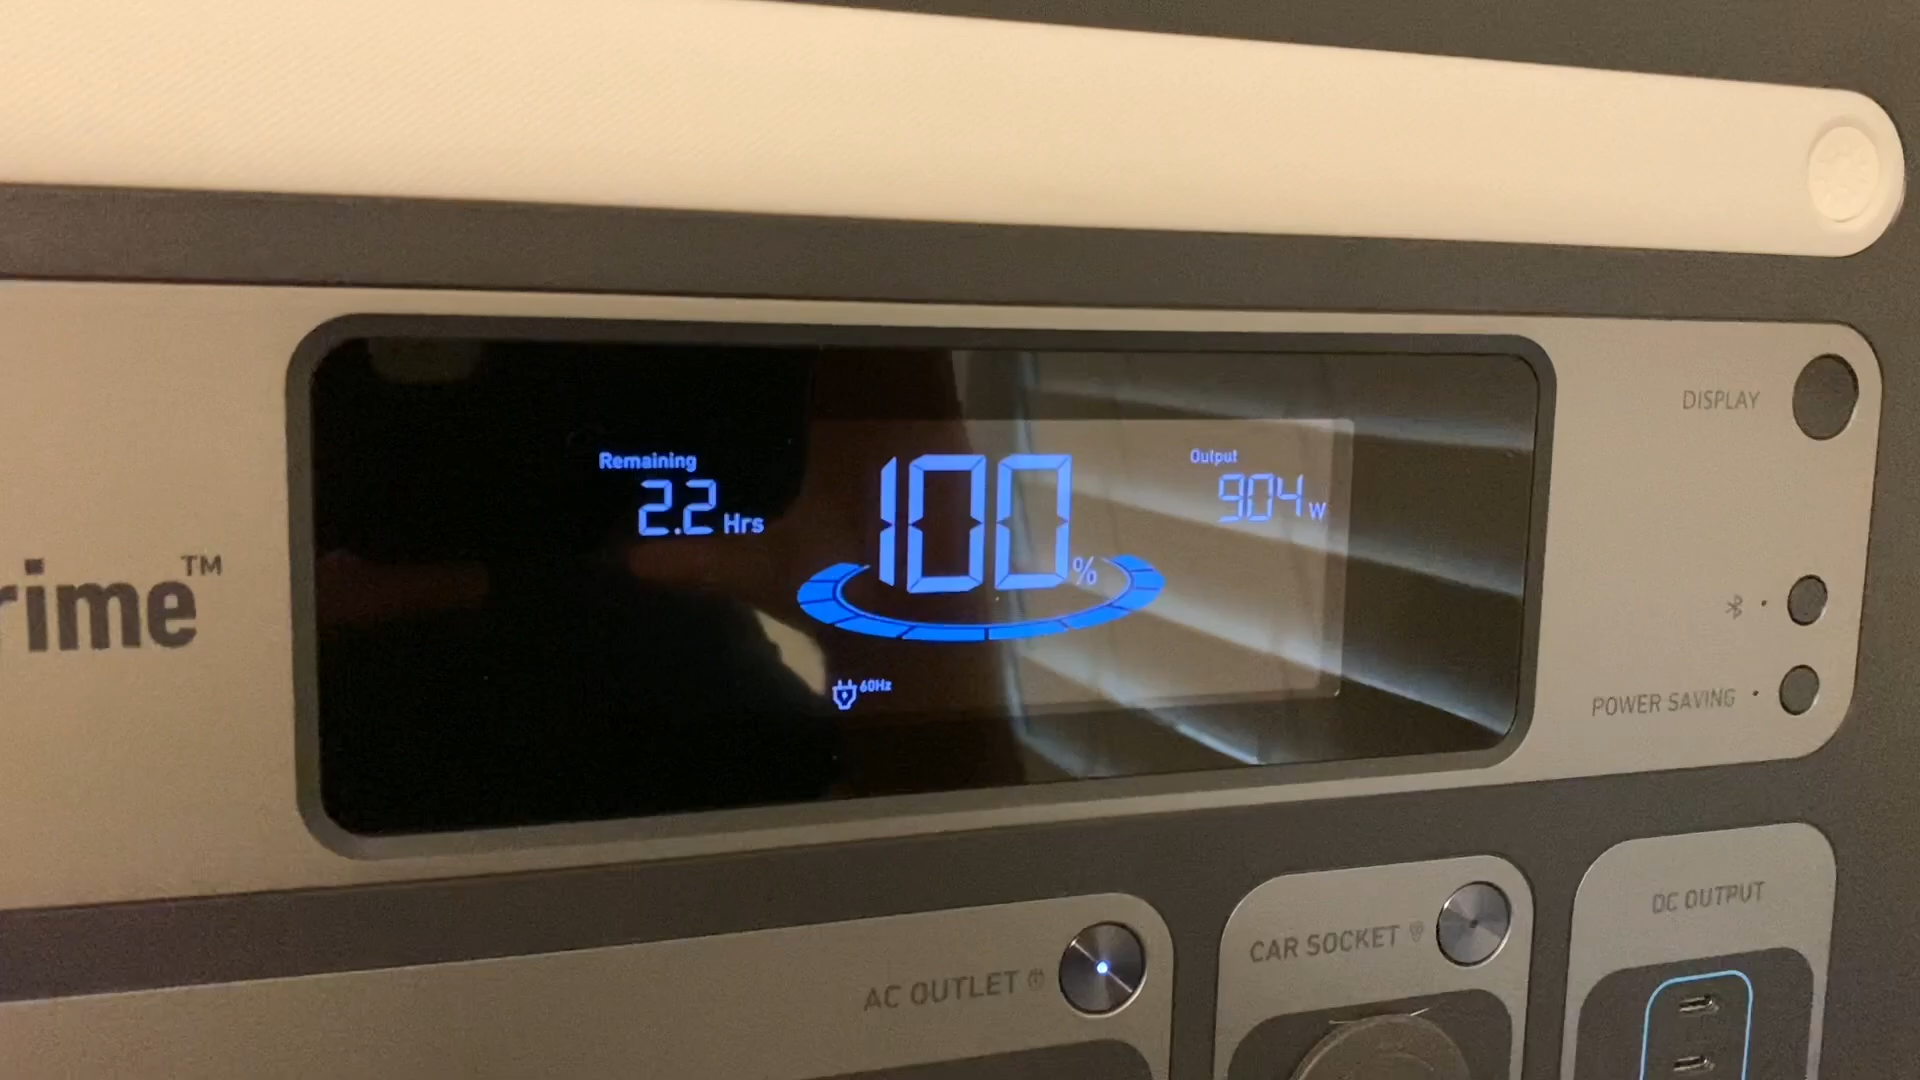 rime™
Remaining
2.2 Hrs
100%
Output
904 W
60Hz
DISPLAY
POWER SAVING
AC OUTLET
CAR SOCKET
DC OUTPUT